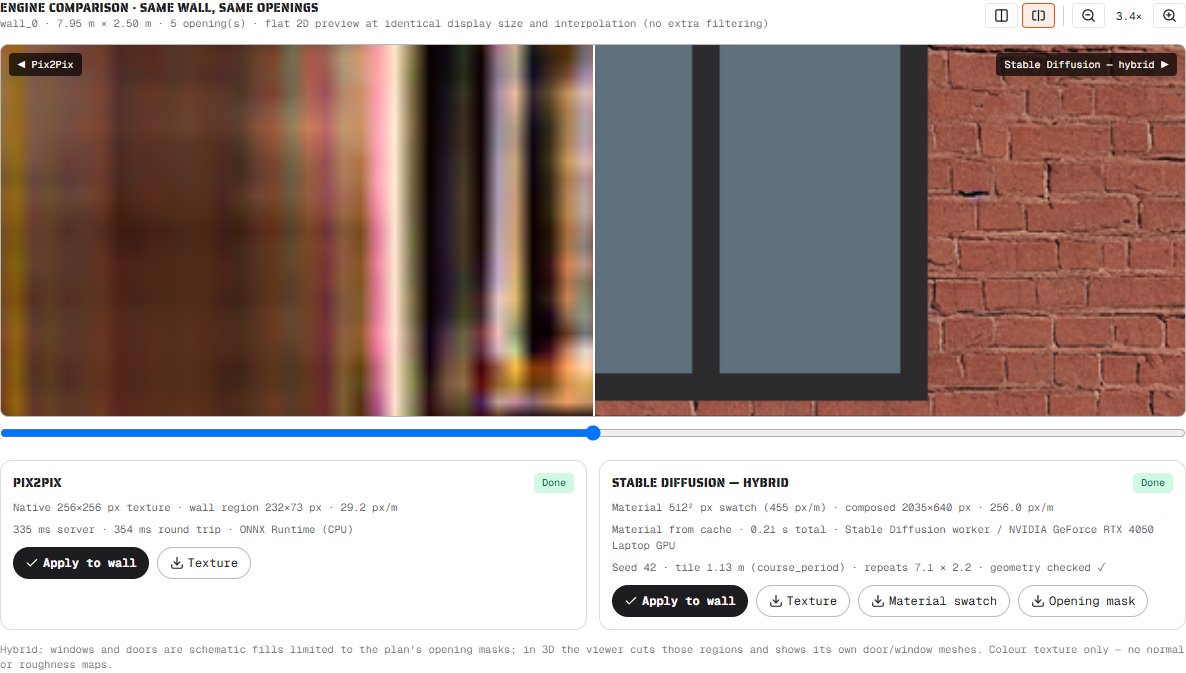 ENGINE COMPARISON · SAME WALL, SAME OPENINGS
wall_0 · 7.95 m × 2.50 m · 5 opening(s) · flat 2D preview at identical display size and interpolation (no extra filtering)
3.4×
◄ Pix2Pix
Stable Diffusion — hybrid ►
PIX2PIX
Done
Native 256×256 px texture · wall region 232×73 px · 29.2 px/m
335 ms server · 354 ms round trip · ONNX Runtime (CPU)
✓ Apply to wall
Texture
STABLE DIFFUSION — HYBRID
Done
Material 512² px swatch (455 px/m) · composed 2035×640 px · 256.0 px/m
Material from cache · 0.21 s total · Stable Diffusion worker / NVIDIA GeForce RTX 4050
Laptop GPU
Seed 42 · tile 1.13 m (course_period) · repeats 7.1 × 2.2 · geometry checked ✓
✓ Apply to wall
Texture
Material swatch
Opening mask
Hybrid: windows and doors are schematic fills limited to the plan's opening masks; in 3D the viewer cuts those regions and shows its own door/window meshes. Colour texture only — no normal
or roughness maps.